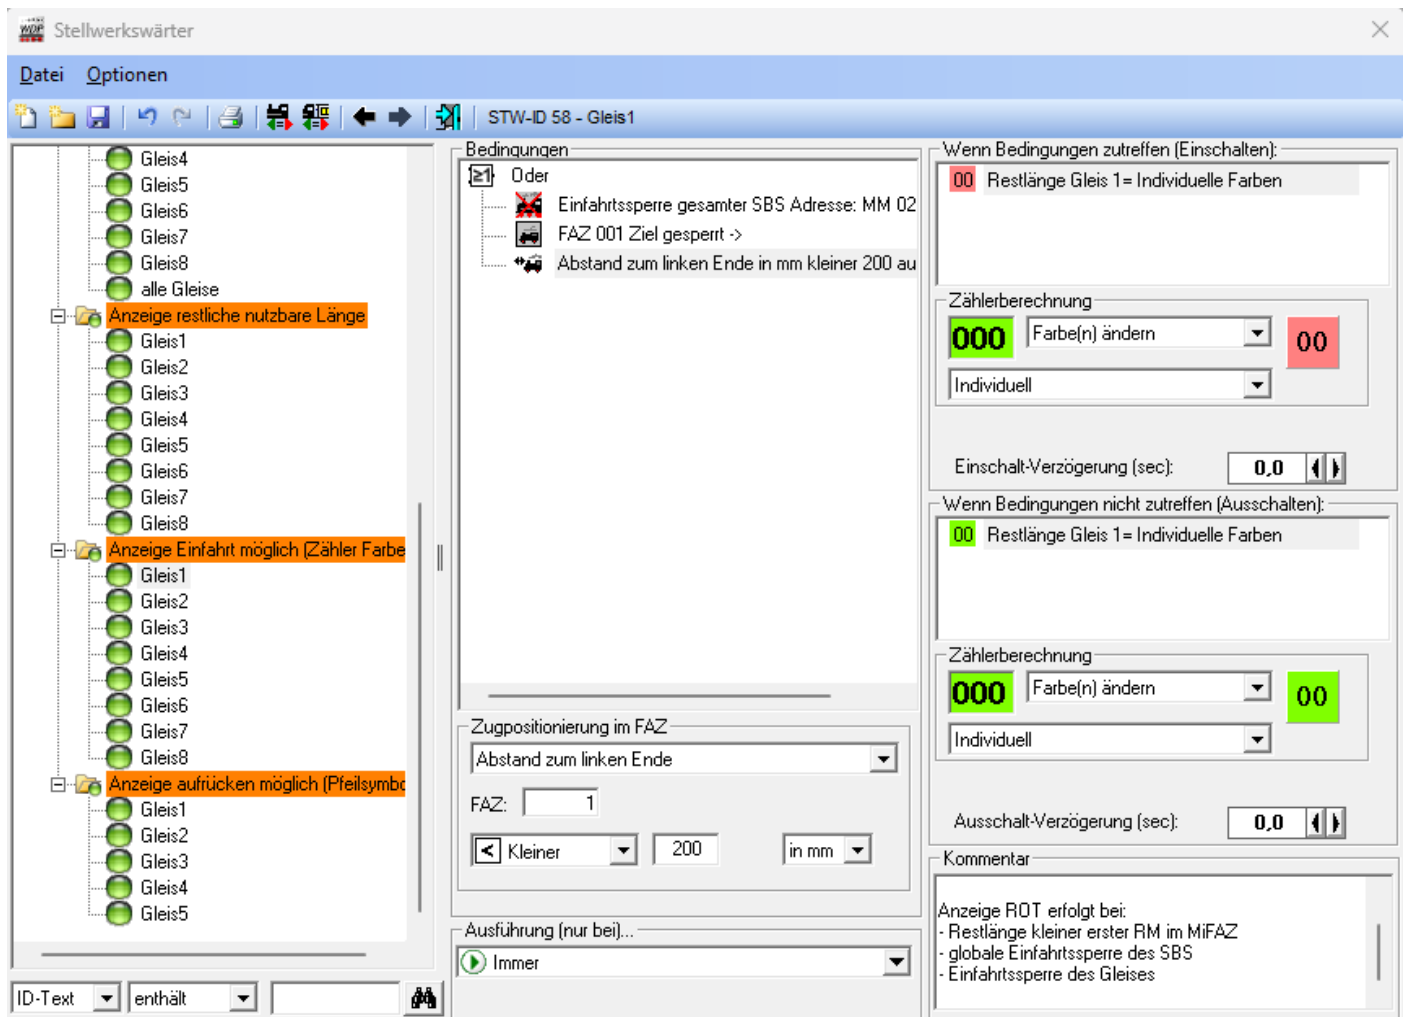 WDP Stellwerkswärter
Datei Optionen
STW-ID 58 - Gleis1
Gleis4
Gleis5
Gleis6
Gleis7
Gleis8
alle Gleise
Anzeige restliche nutzbare Länge
Gleis1
Gleis2
Gleis3
Gleis4
Gleis5
Gleis6
Gleis7
Gleis8
Anzeige Einfahrt möglich (Zähler Farbe
Gleis1
Gleis2
Gleis3
Gleis4
Gleis5
Gleis6
Gleis7
Gleis8
Anzeige aufrücken möglich (Pfeilsymbo
Gleis1
Gleis2
Gleis3
Gleis4
Gleis5
ID-Text enthält
Bedingungen
≥1 Oder
Einfahrtssperre gesamter SBS Adresse: MM 02
FAZ 001 Ziel gesperrt ->
Abstand zum linken Ende in mm kleiner 200 au
Zugpositionierung im FAZ
Abstand zum linken Ende
FAZ: 1
< Kleiner 200 in mm
Ausführung (nur bei)...
Immer
Wenn Bedingungen zutreffen (Einschalten):
00 Restlänge Gleis 1= Individuelle Farben
Zählerberechnung
000 Farbe(n) ändern 00
Individuell
Einschalt-Verzögerung (sec): 0,0
Wenn Bedingungen nicht zutreffen (Ausschalten):
00 Restlänge Gleis 1= Individuelle Farben
Zählerberechnung
000 Farbe(n) ändern 00
Individuell
Ausschalt-Verzögerung (sec): 0,0
Kommentar
Anzeige ROT erfolgt bei:
- Restlänge kleiner erster RM im MiFAZ
- globale Einfahrtssperre des SBS
- Einfahrtssperre des Gleises